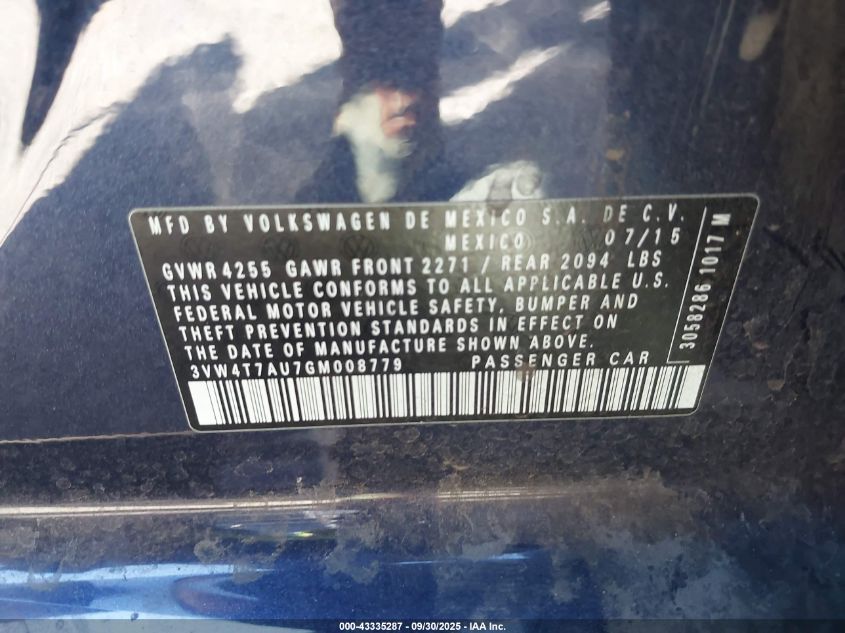 MFD BY VOLKSWAGEN DE MEXICO S.A. DE C.V.
MEXICO 07/15
GVWR 4255 GAWR FRONT 2271 / REAR 2094 LBS
THIS VEHICLE CONFORMS TO ALL APPLICABLE U.S.
FEDERAL MOTOR VEHICLE SAFETY, BUMPER AND
THEFT PREVENTION STANDARDS IN EFFECT ON
THE DATE OF MANUFACTURE SHOWN ABOVE.
3VW4T7AU7GM008779 PASSENGER CAR
3058286 1017 M
000-43335287 - 09/30/2025 - IAA Inc.